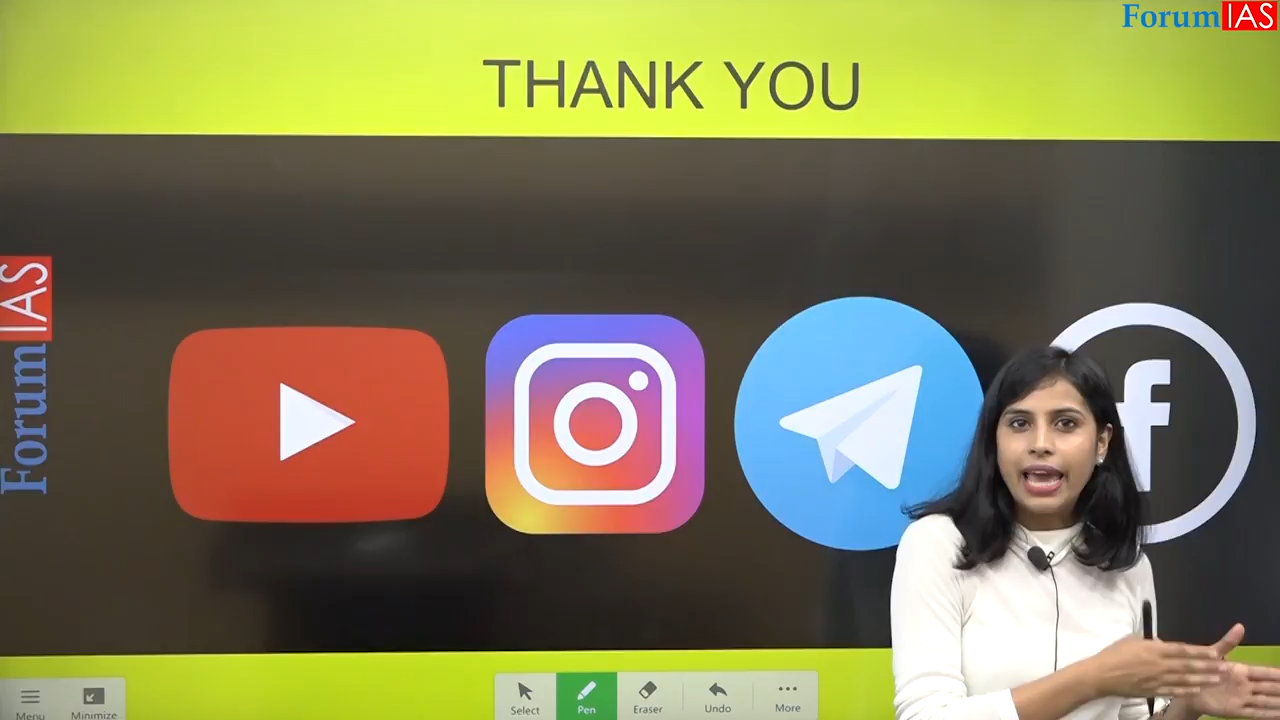 ForumIAS
THANK YOU
ForumIAS
f
Menu
Minimize
Select
Pen
Eraser
Undo
More